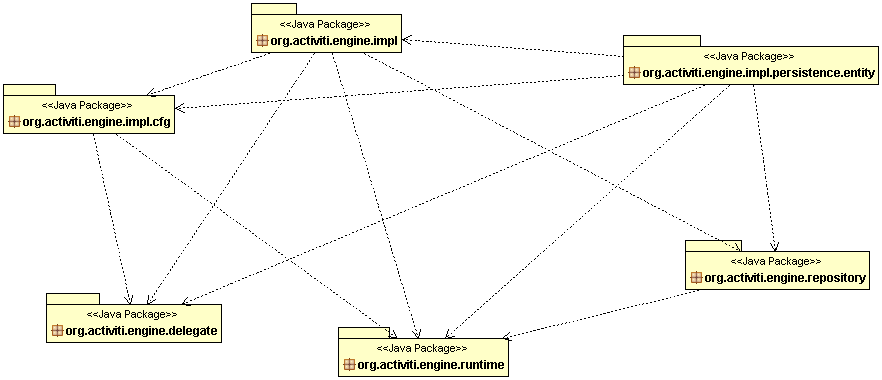 <<Java Package>>
org.activiti.engine.impl
<<Java Package>>
org.activiti.engine.impl.persistence.entity
<<Java Package>>
org.activiti.engine.impl.cfg
<<Java Package>>
org.activiti.engine.repository
<<Java Package>>
org.activiti.engine.delegate
<<Java Package>>
org.activiti.engine.runtime